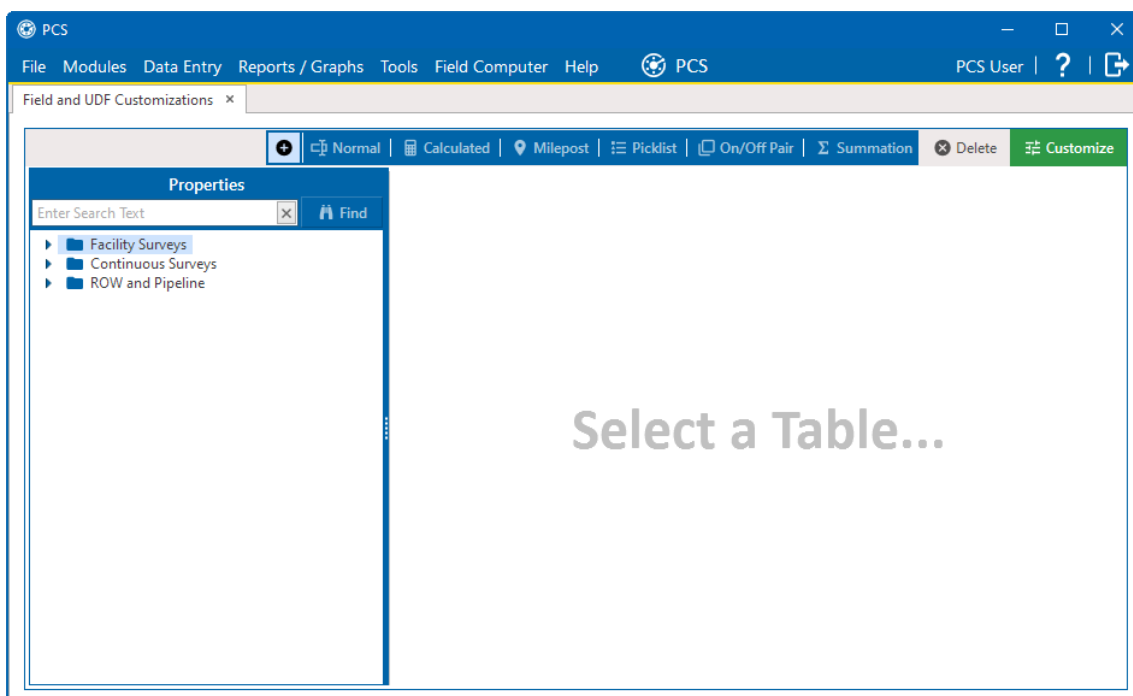 PCS
File Modules Data Entry Reports / Graphs Tools Field Computer Help PCS PCS User | ? |
Field and UDF Customizations ×
Normal | Calculated | Milepost | Picklist | On/Off Pair | Σ Summation Delete Customize
Properties
Enter Search Text Find
Facility Surveys
Continuous Surveys
ROW and Pipeline
Select a Table...